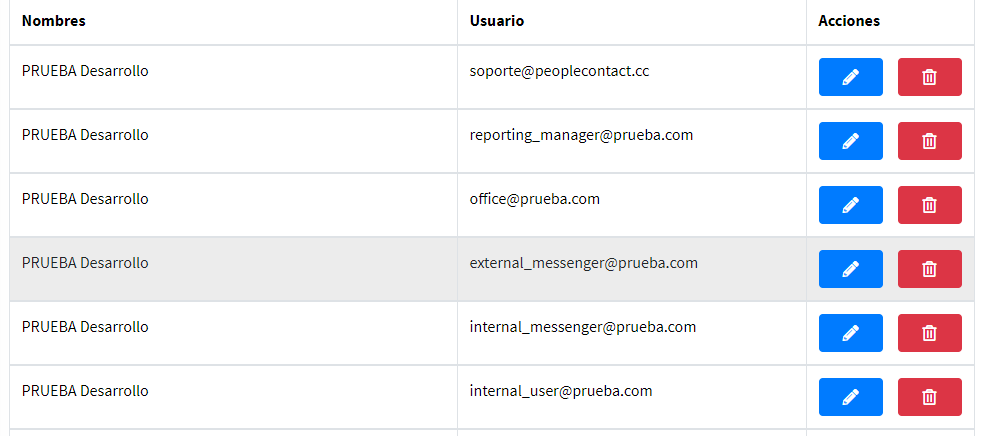 Nombres Usuario Acciones
PRUEBA Desarrollo soporte@peoplecontact.cc
PRUEBA Desarrollo reporting_manager@prueba.com
PRUEBA Desarrollo office@prueba.com
PRUEBA Desarrollo external_messenger@prueba.com
PRUEBA Desarrollo internal_messenger@prueba.com
PRUEBA Desarrollo internal_user@prueba.com